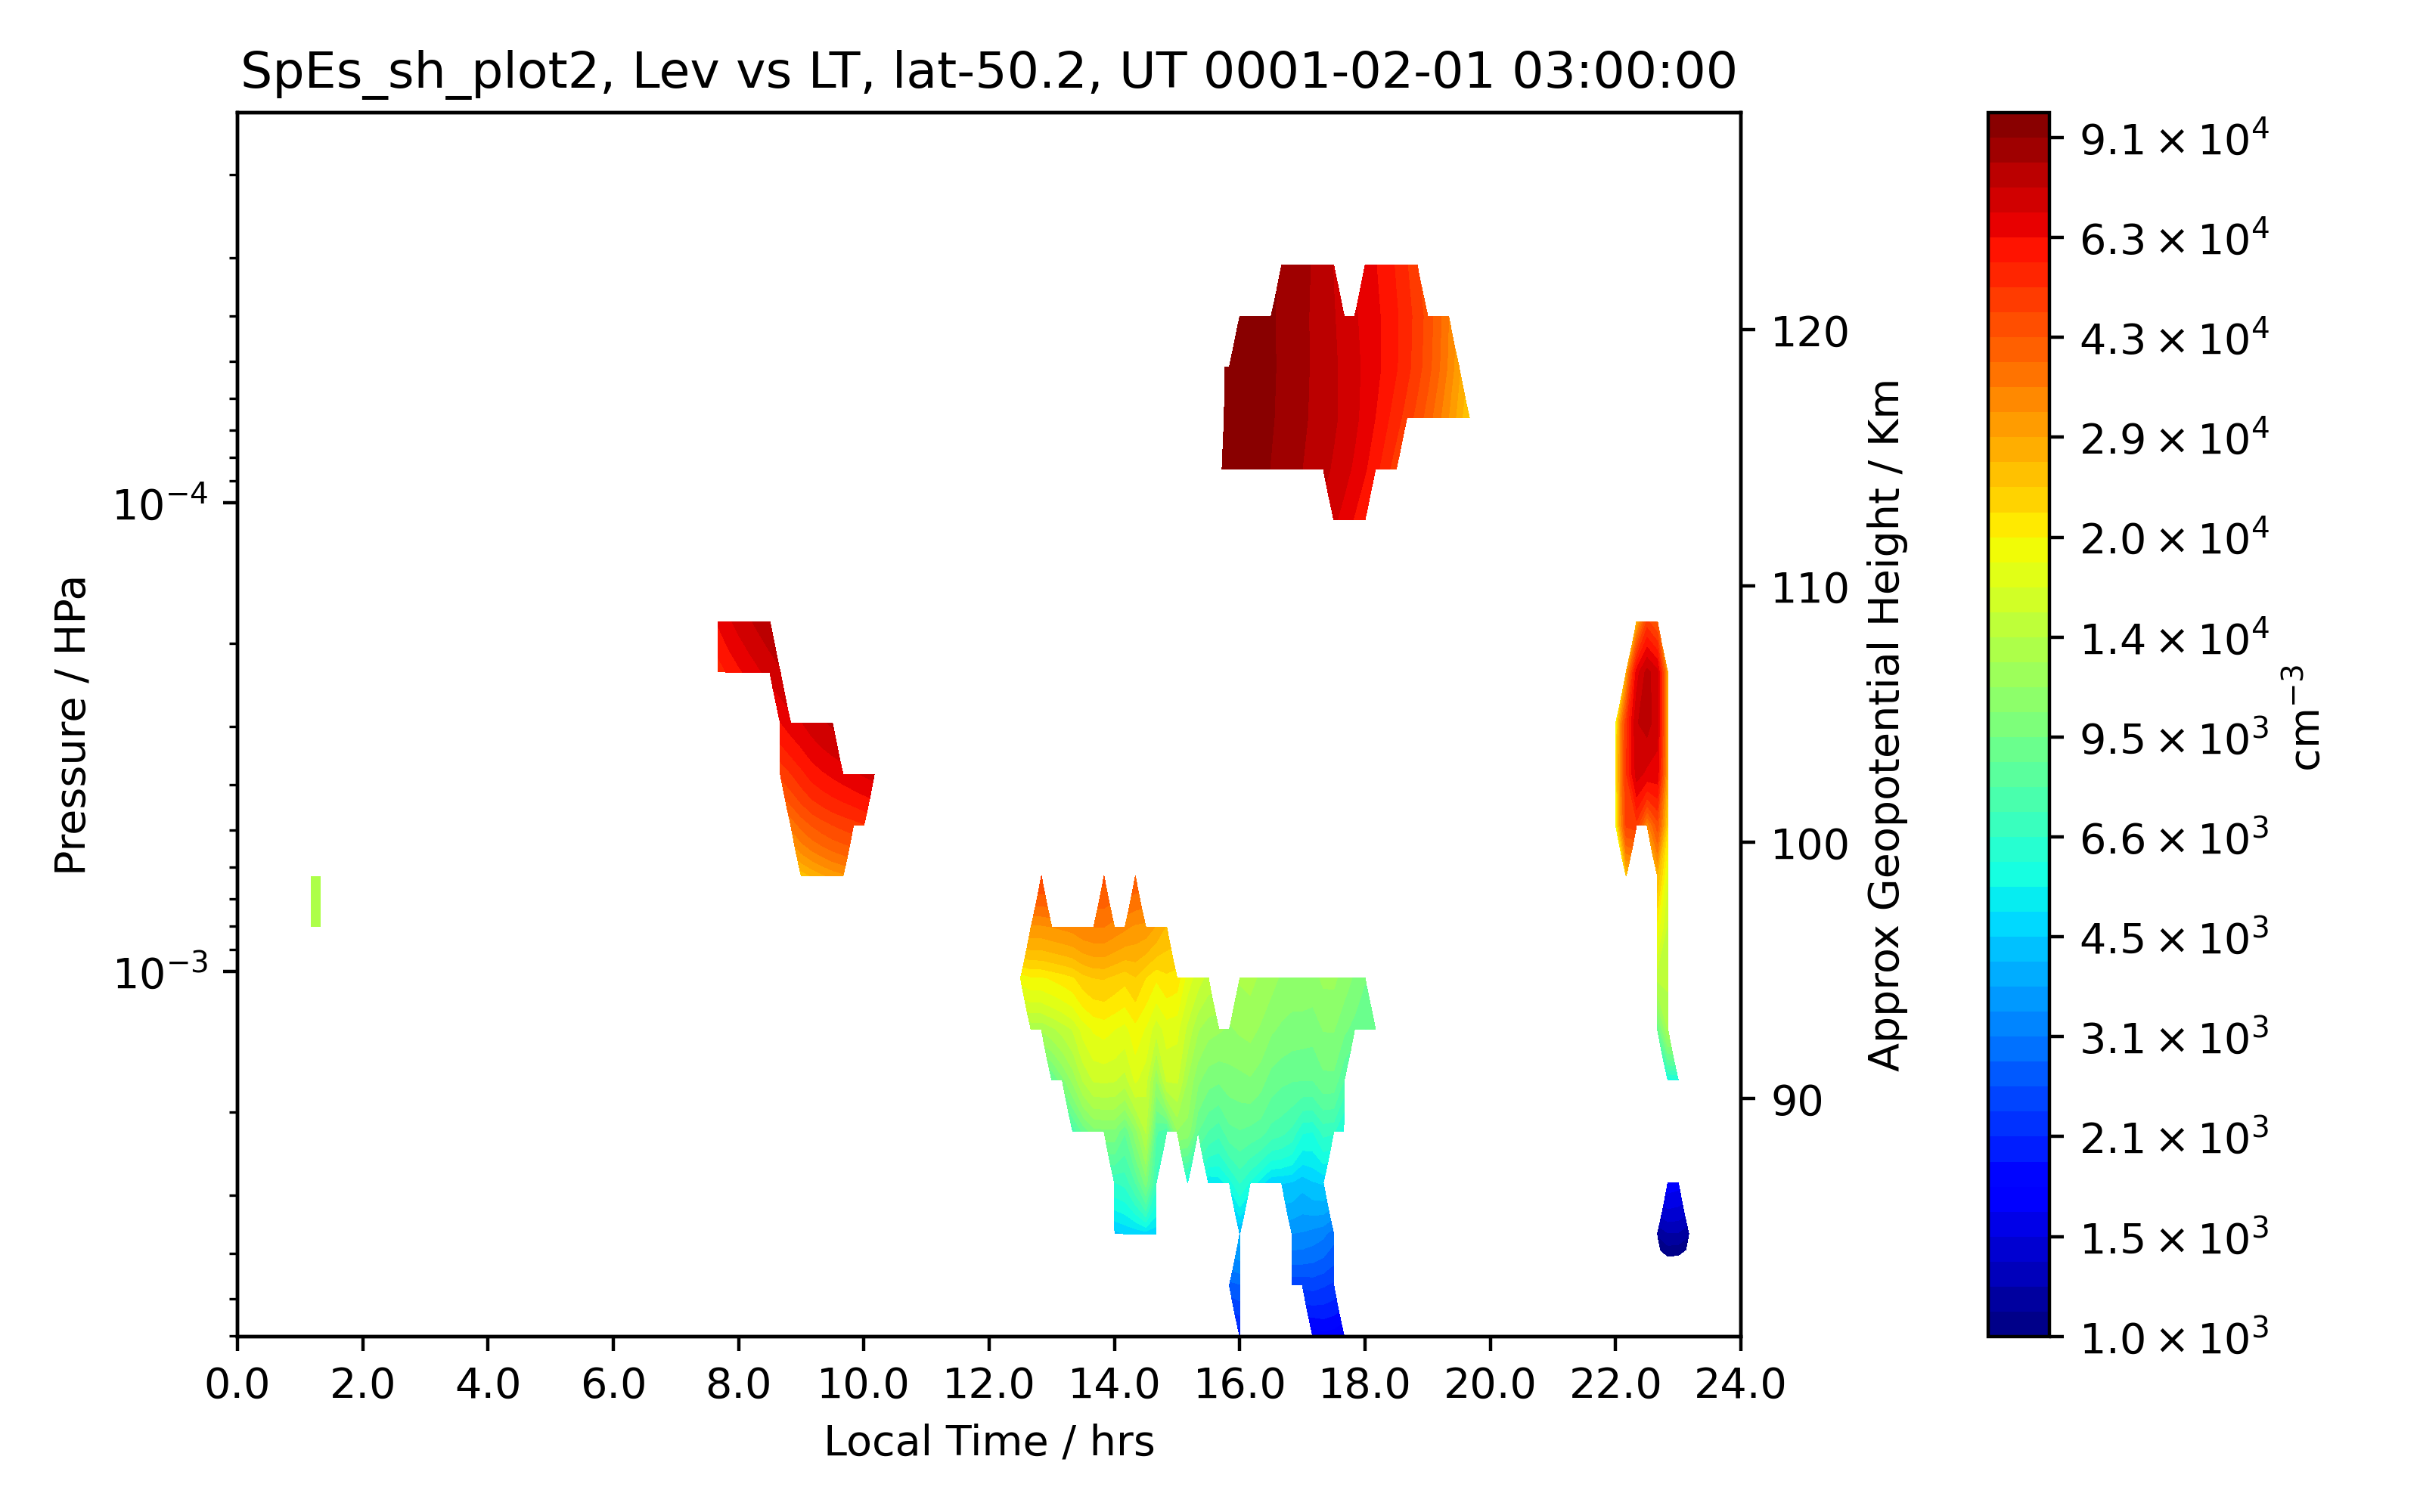 SpEs_sh_plot2, Lev vs LT, lat-50.2, UT 0001-02-01 03:00:00
Pressure / HPa
10⁻⁴
10⁻³
0.0 2.0 4.0 6.0 8.0 10.0 12.0 14.0 16.0 18.0 20.0 22.0 24.0
Local Time / hrs
120
110
100
90
Approx Geopotential Height / Km
9.1 × 10⁴
6.3 × 10⁴
4.3 × 10⁴
2.9 × 10⁴
2.0 × 10⁴
1.4 × 10⁴
9.5 × 10³
6.6 × 10³
4.5 × 10³
3.1 × 10³
2.1 × 10³
1.5 × 10³
1.0 × 10³
cm⁻³